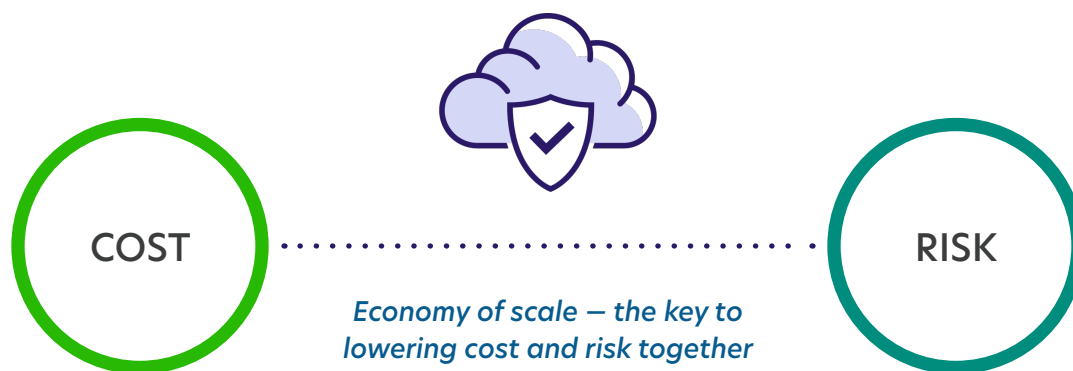 COST
RISK
Economy of scale – the key to
lowering cost and risk together